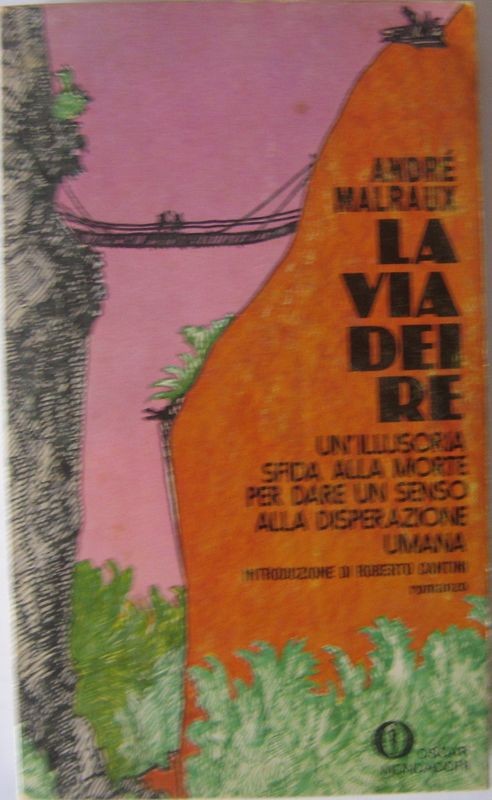 ANDRÉ
MALRAUX
LA
VIA
DEI
RE
UN'ILLUSORIA
SFIDA ALLA MORTE
PER DARE UN SENSO
ALLA DISPERAZIONE
UMANA
INTRODUZIONE DI ROBERTO CANTINI
romanzo
OSCAR
MONDADORI